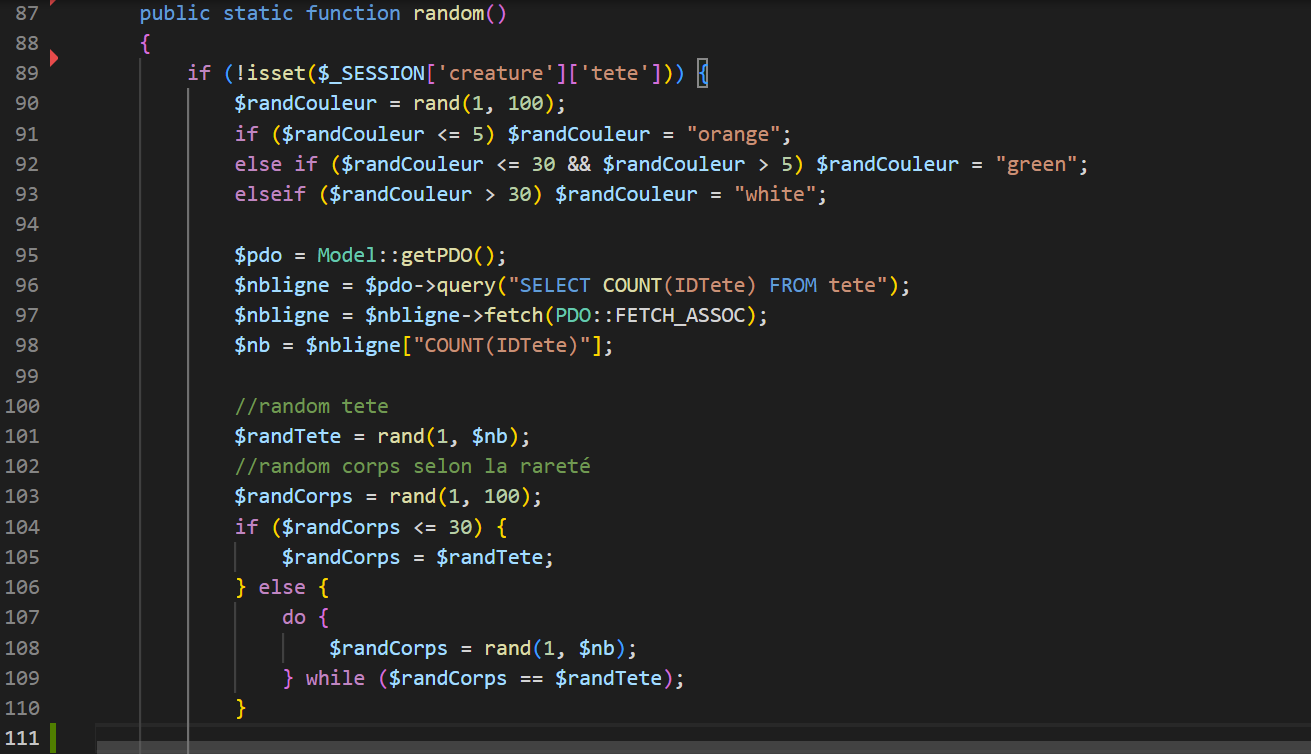 87 public static function random()
88 {
89 if (!isset($_SESSION['creature']['tete'])) {
90 $randCouleur = rand(1, 100);
91 if ($randCouleur <= 5) $randCouleur = "orange";
92 else if ($randCouleur <= 30 && $randCouleur > 5) $randCouleur = "green";
93 elseif ($randCouleur > 30) $randCouleur = "white";
94
95 $pdo = Model::getPDO();
96 $nbligne = $pdo->query("SELECT COUNT(IDTete) FROM tete");
97 $nbligne = $nbligne->fetch(PDO::FETCH_ASSOC);
98 $nb = $nbligne["COUNT(IDTete)"];
99
100 //random tete
101 $randTete = rand(1, $nb);
102 //random corps selon la rareté
103 $randCorps = rand(1, 100);
104 if ($randCorps <= 30) {
105 $randCorps = $randTete;
106 } else {
107 do {
108 $randCorps = rand(1, $nb);
109 } while ($randCorps == $randTete);
110 }
111